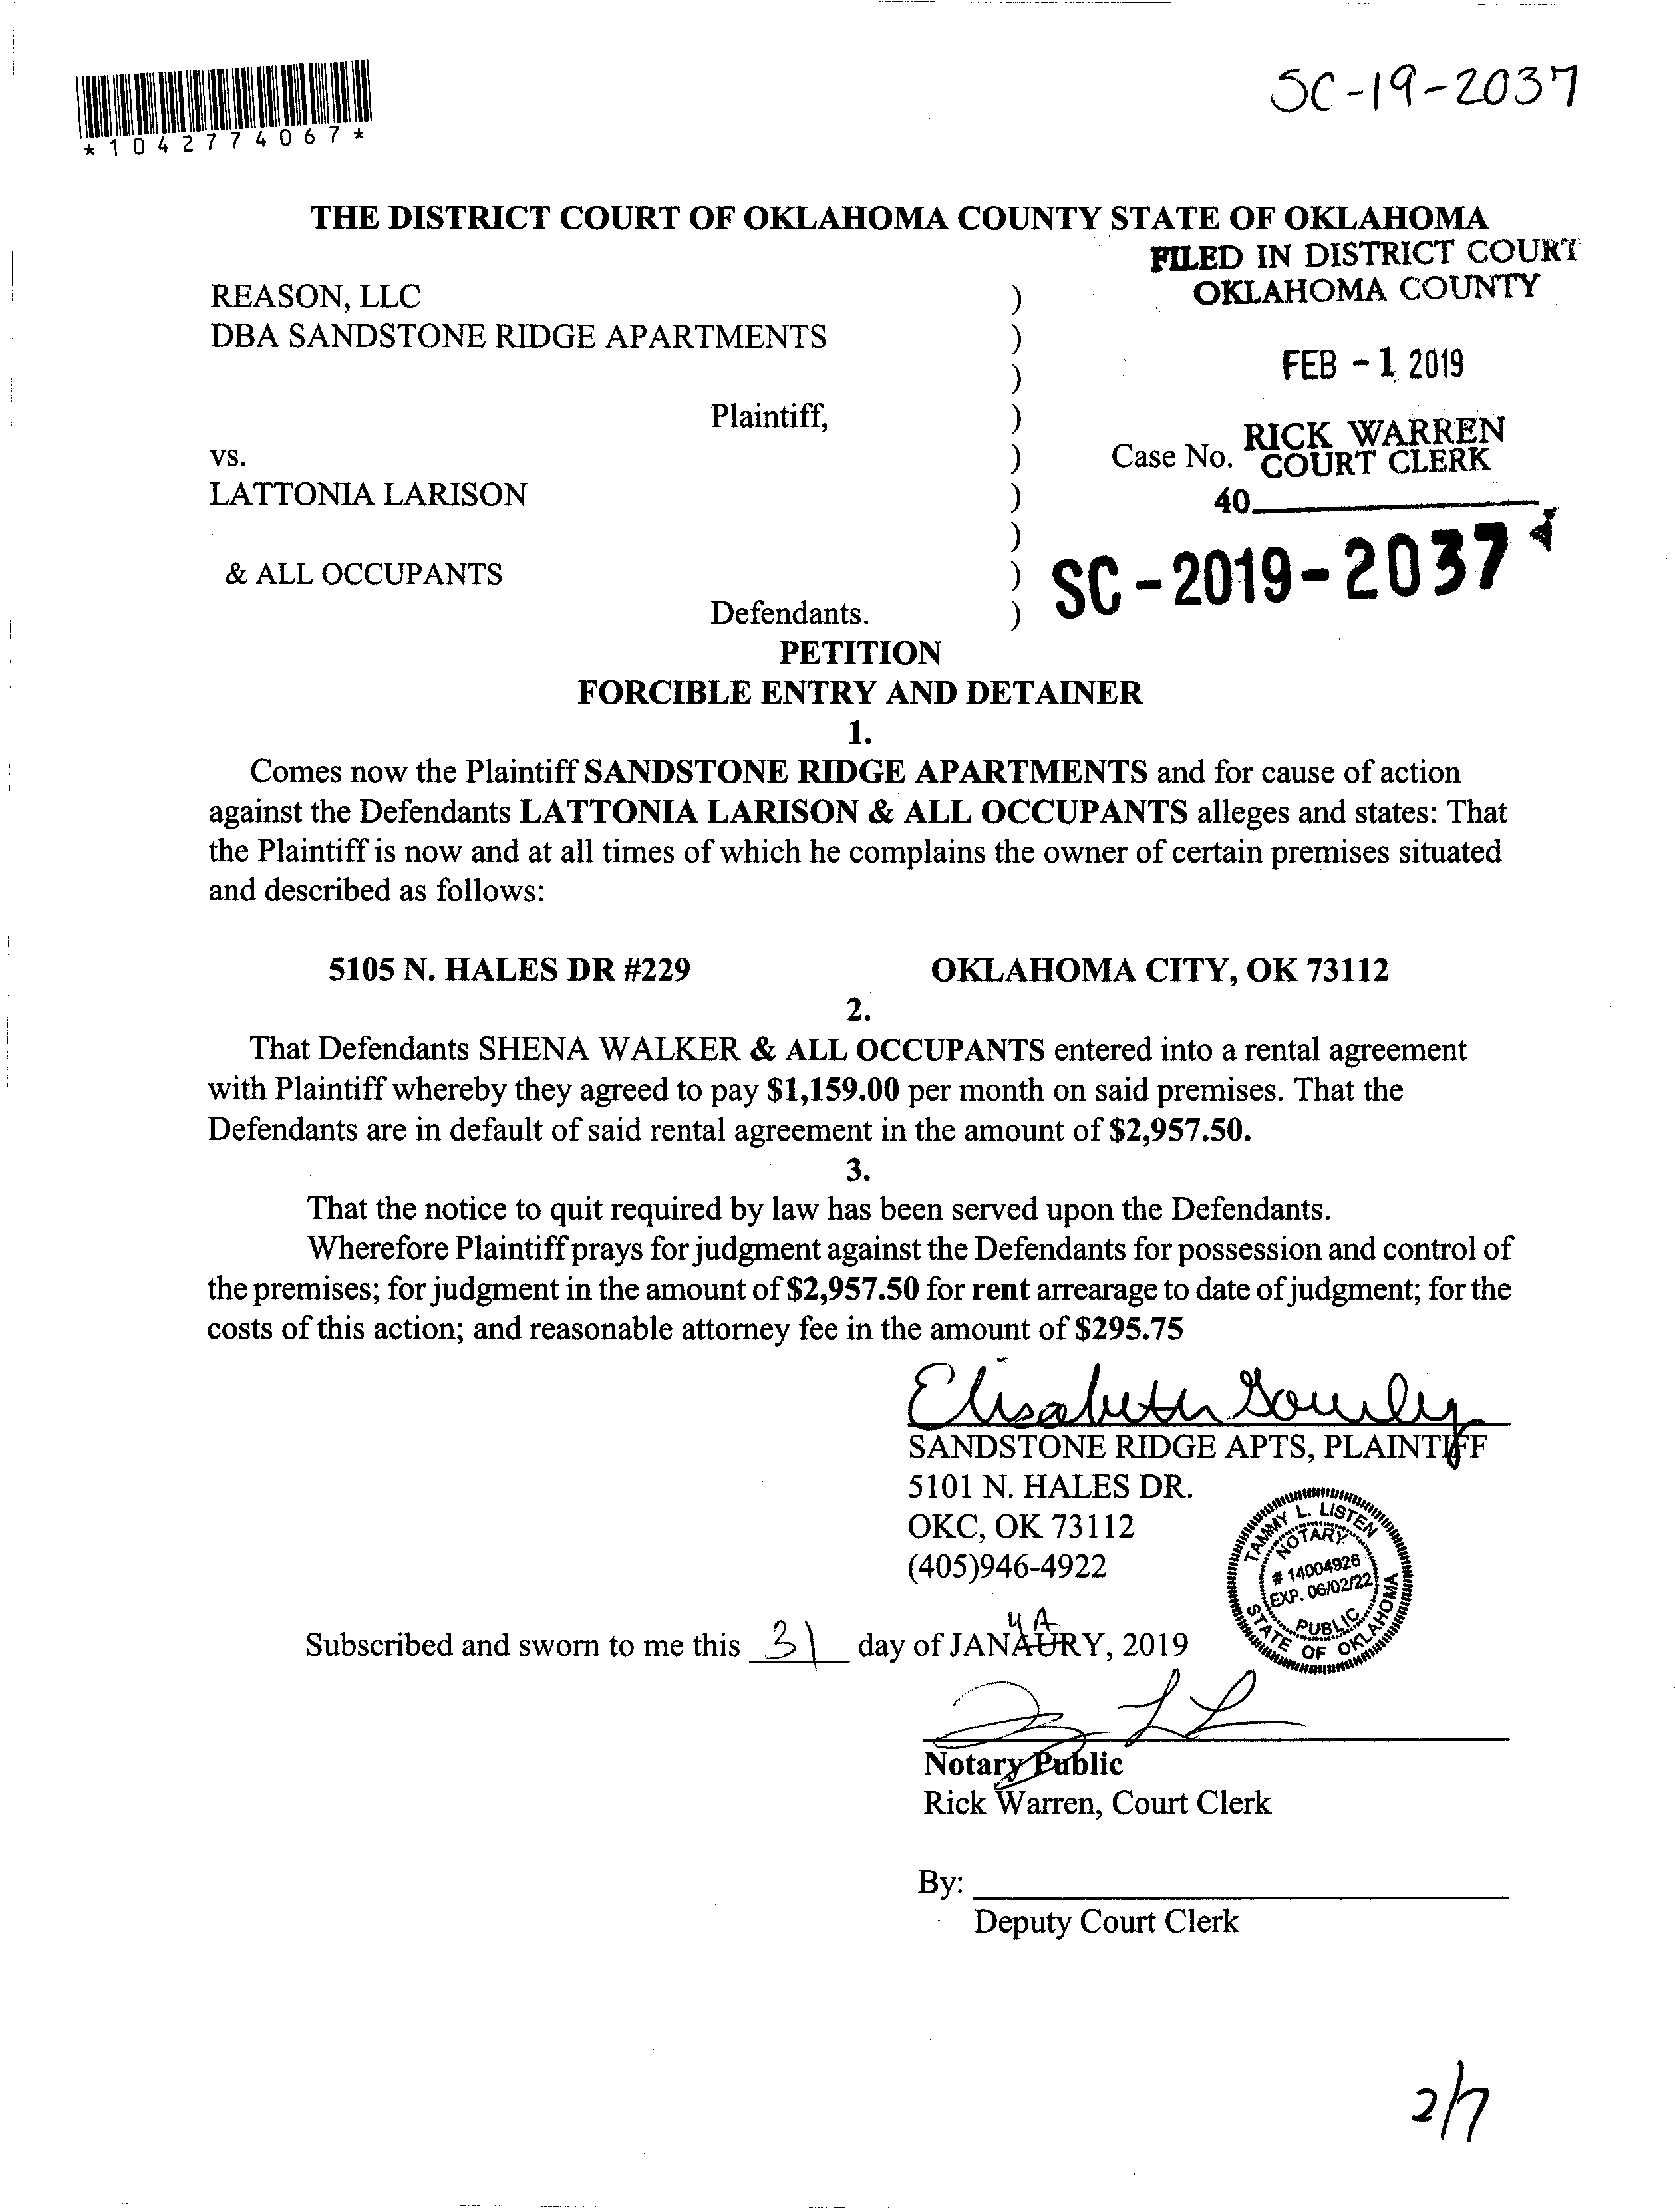 SC-19-2037
*1042774067*
THE DISTRICT COURT OF OKLAHOMA COUNTY STATE OF OKLAHOMA
FILED IN DISTRICT COURT
OKLAHOMA COUNTY
REASON, LLC )
DBA SANDSTONE RIDGE APARTMENTS )
FEB - 1 2019
)
Plaintiff, )
RICK WARREN
vs. ) Case No. COURT CLERK
LATTONIA LARISON ) 40
)
& ALL OCCUPANTS ) SC - 2019 - 2037
Defendants. )
PETITION
FORCIBLE ENTRY AND DETAINER
1.
Comes now the Plaintiff SANDSTONE RIDGE APARTMENTS and for cause of action
against the Defendants LATTONIA LARISON & ALL OCCUPANTS alleges and states: That
the Plaintiff is now and at all times of which he complains the owner of certain premises situated
and described as follows:
5105 N. HALES DR #229 OKLAHOMA CITY, OK 73112
2.
That Defendants SHENA WALKER & ALL OCCUPANTS entered into a rental agreement
with Plaintiff whereby they agreed to pay $1,159.00 per month on said premises. That the
Defendants are in default of said rental agreement in the amount of $2,957.50.
3.
That the notice to quit required by law has been served upon the Defendants.
Wherefore Plaintiff prays for judgment against the Defendants for possession and control of
the premises; for judgment in the amount of $2,957.50 for rent arrearage to date of judgment; for the
costs of this action; and reasonable attorney fee in the amount of $295.75
Elisabeth
SANDSTONE RIDGE APTS, PLAINTIFF
5101 N. HALES DR.
OKC, OK 73112
(405)946-4922
TAMMY L. LISTEN
NOTARY
# 14004926
EXP. 06/02/22
PUBLIC
STATE OF OKLAHOMA
UA
Subscribed and sworn to me this 31 day of JANAURY, 2019
Notary Public
Rick Warren, Court Clerk
By:
Deputy Court Clerk
2/7